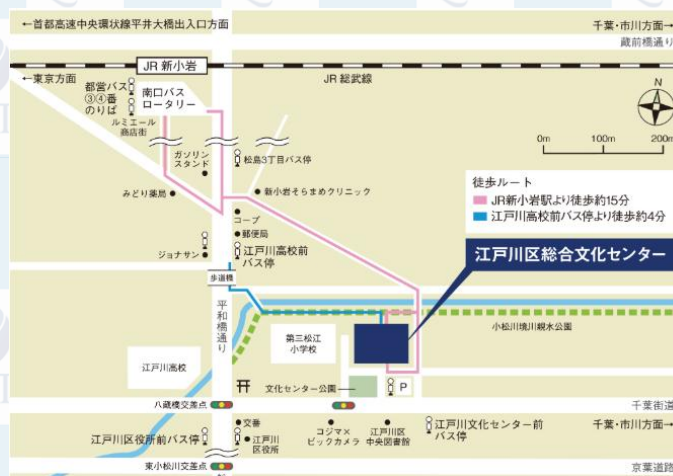 ←首都高速中央環状線平井大橋出入口方面
千葉・市川方面→
蔵前橋通り
JR 新小岩
JR 総武線
←東京方面
都営バス
③④番
のりば
南口バス
ロータリー
ルミエール
商店街
N
0m 100m 200m
ガソリン
スタンド
松島3丁目バス停
みどり薬局
新小岩そらまめクリニック
徒歩ルート
JR新小岩駅より徒歩約15分
江戸川高校前バス停より徒歩約4分
コープ
郵便局
江戸川高校前
バス停
ジョナサン
江戸川区総合文化センター
歩道橋
平和橋通り
第三松江
小学校
小松川境川親水公園
江戸川高校
文化センター公園
P
八蔵橋交差点
千葉街道
交番
江戸川区役所前バス停
江戸川
区役所
コジマ×
ビックカメラ
江戸川区
中央図書館
江戸川文化センター前
バス停
千葉・市川方面→
東小松川交差点
京葉道路